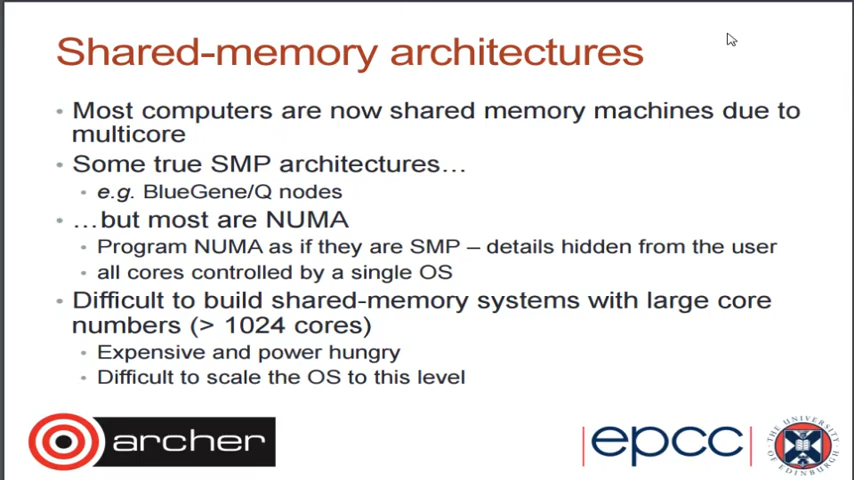 Shared-memory architectures
• Most computers are now shared memory machines due to
multicore
• Some true SMP architectures…
• e.g. BlueGene/Q nodes
• …but most are NUMA
• Program NUMA as if they are SMP – details hidden from the user
• all cores controlled by a single OS
• Difficult to build shared-memory systems with large core
numbers (> 1024 cores)
• Expensive and power hungry
• Difficult to scale the OS to this level
archer
|epcc|
THE UNIVERSITY
OF EDINBURGH